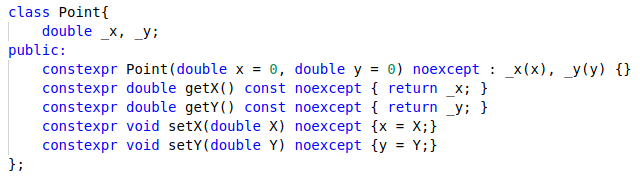 class Point{
    double _x, _y;
public:
    constexpr Point(double x = 0, double y = 0) noexcept : _x(x), _y(y) {}
    constexpr double getX() const noexcept { return _x; }
    constexpr double getY() const noexcept { return _y; }
    constexpr void setX(double X) noexcept {x = X;}
    constexpr void setY(double Y) noexcept {y = Y;}
};